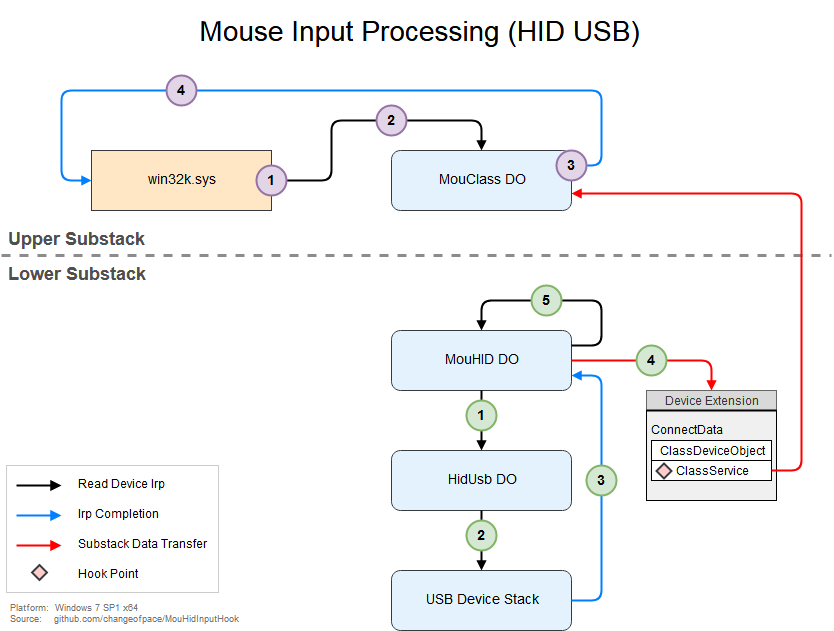 Mouse Input Processing (HID USB)
4
2
win32k.sys
1
MouClass DO
3
Upper Substack
Lower Substack
5
MouHID DO
4
Device Extension
1
ConnectData
ClassDeviceObject
ClassService
HidUsb DO
3
2
USB Device Stack
Read Device Irp
Irp Completion
Substack Data Transfer
Hook Point
Platform: Windows 7 SP1 x64
Source: github.com/changeofpace/MouHidInputHook